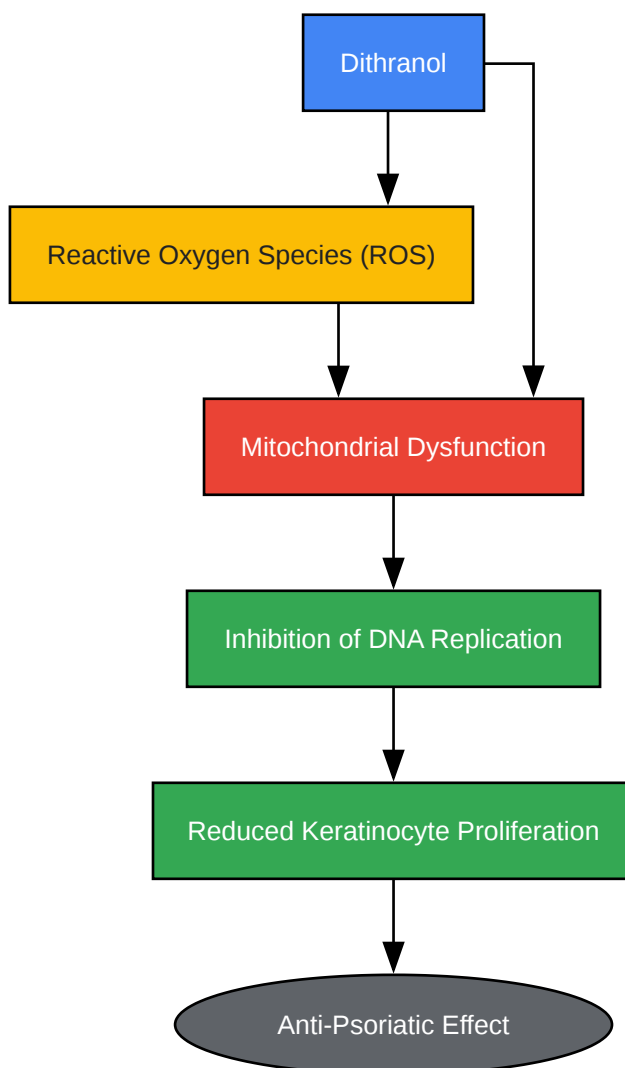 Dithranol
Reactive Oxygen Species (ROS)
Mitochondrial Dysfunction
Inhibition of DNA Replication
Reduced Keratinocyte Proliferation
Anti-Psoriatic Effect